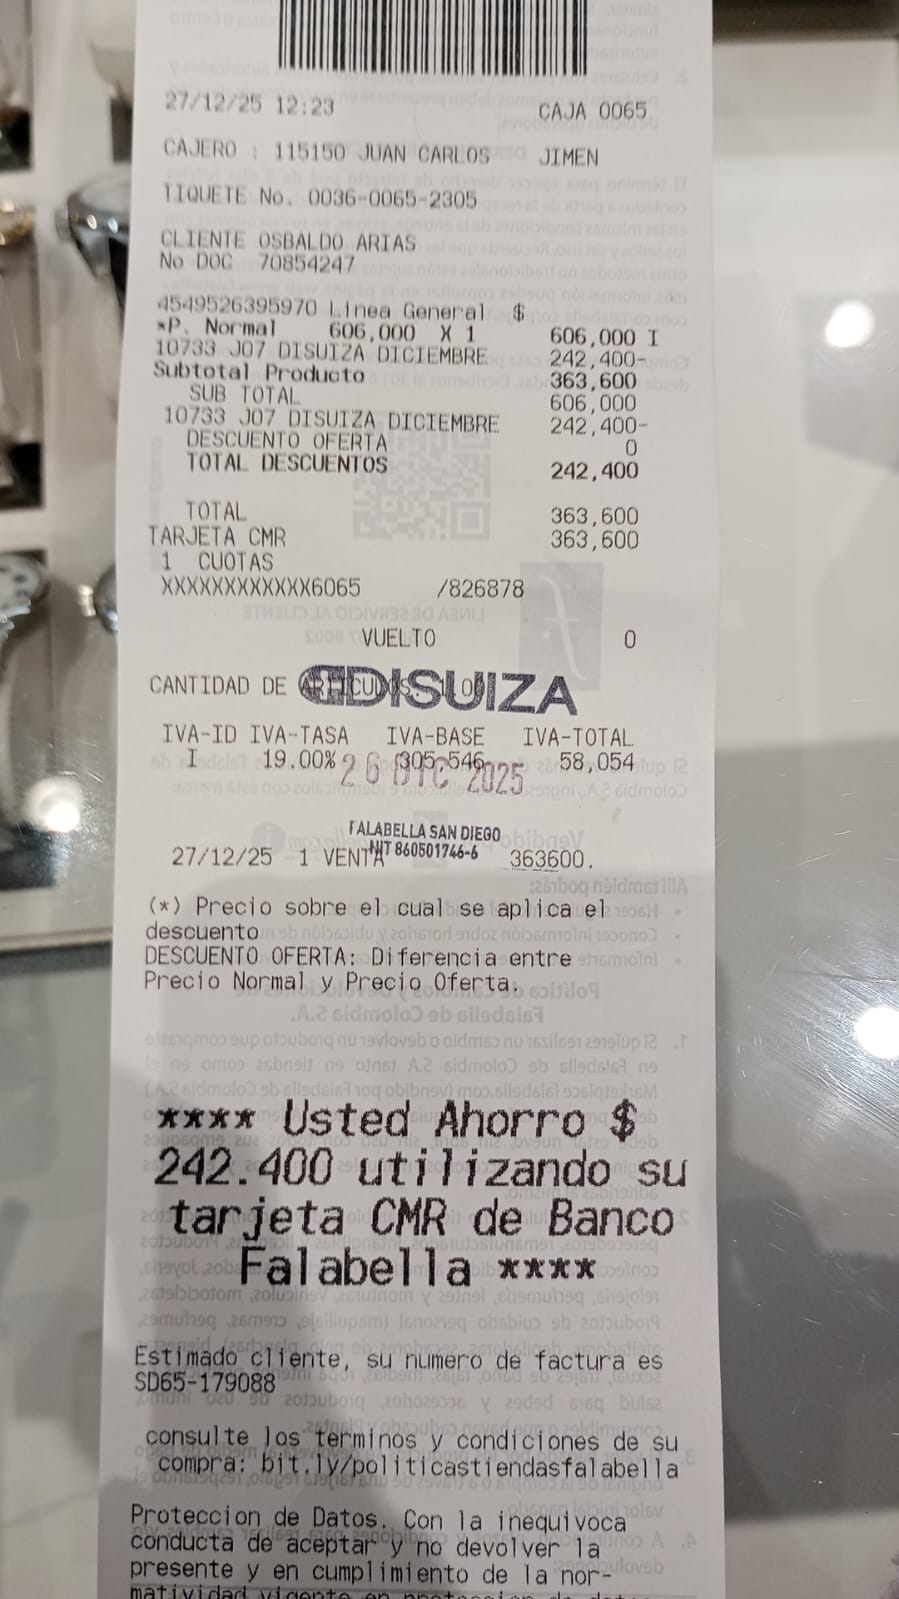 27/12/25 12:23 CAJA 0065
CAJERO : 115150 JUAN CARLOS JIMEN
TIQUETE No. 0036-0065-2305
CLIENTE OSBALDO ARIAS
No DOC 70854247
4549526395970 Linea General $
*P. Normal 606,000 X 1 606,000 I
10733 J07 DISUIZA DICIEMBRE 242,400-
Subtotal Producto 363,600
SUB TOTAL 606,000
10733 J07 DISUIZA DICIEMBRE 242,400-
DESCUENTO OFERTA 0
TOTAL DESCUENTOS 242,400
TOTAL 363,600
TARJETA CMR 363,600
1 CUOTAS
XXXXXXXXXXXX6065 /826878
VUELTO 0
CANTIDAD DE
DISUIZA
IVA-ID IVA-TASA IVA-BASE IVA-TOTAL
I 19.00% 305,546 58,054
26 DIC 2025
FALABELLA SAN DIEGO
NIT 860501746-6
27/12/25 1 VENTA 363600.
(*) Precio sobre el cual se aplica el
descuento
DESCUENTO OFERTA: Diferencia entre
Precio Normal y Precio Oferta.
**** Usted Ahorro $
242.400 utilizando su
tarjeta CMR de Banco
Falabella ****
Estimado cliente, su numero de factura es
SD65-179088
consulte los terminos y condiciones de su
compra: bit.ly/politicastiendasfalabella
Proteccion de Datos. Con la inequivoca
conducta de aceptar y no devolver la
presente y en cumplimiento de la nor-
matividad vigente en proteccion de